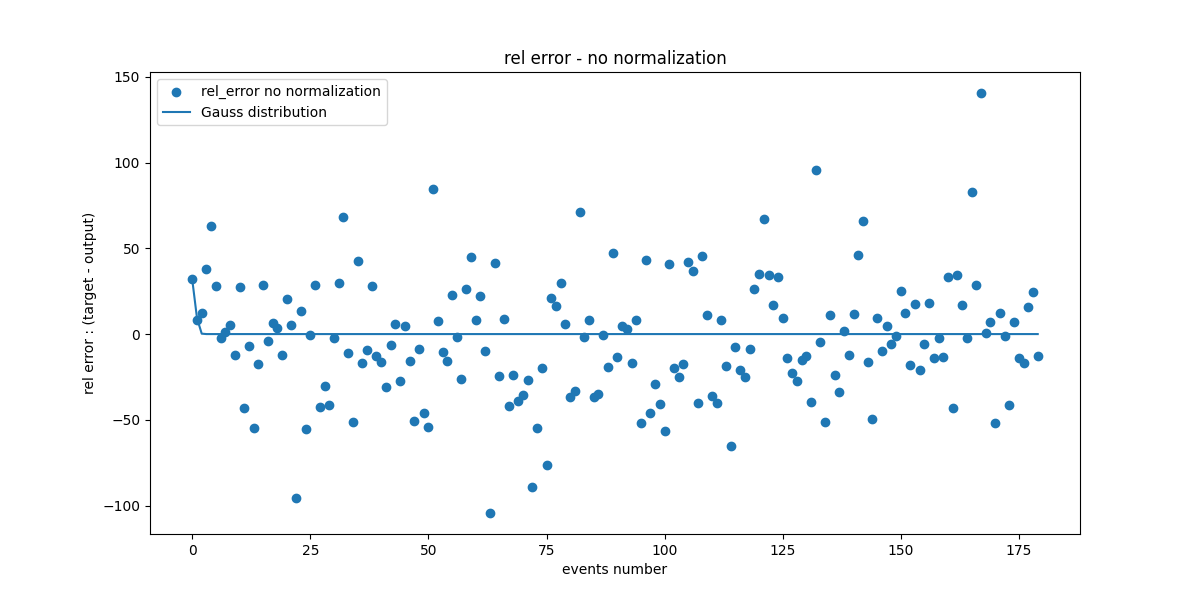 rel error - no normalization
rel_error no normalization
Gauss distribution
rel error : (target - output)
150
100
50
0
−50
−100
0 25 50 75 100 125 150 175
events number